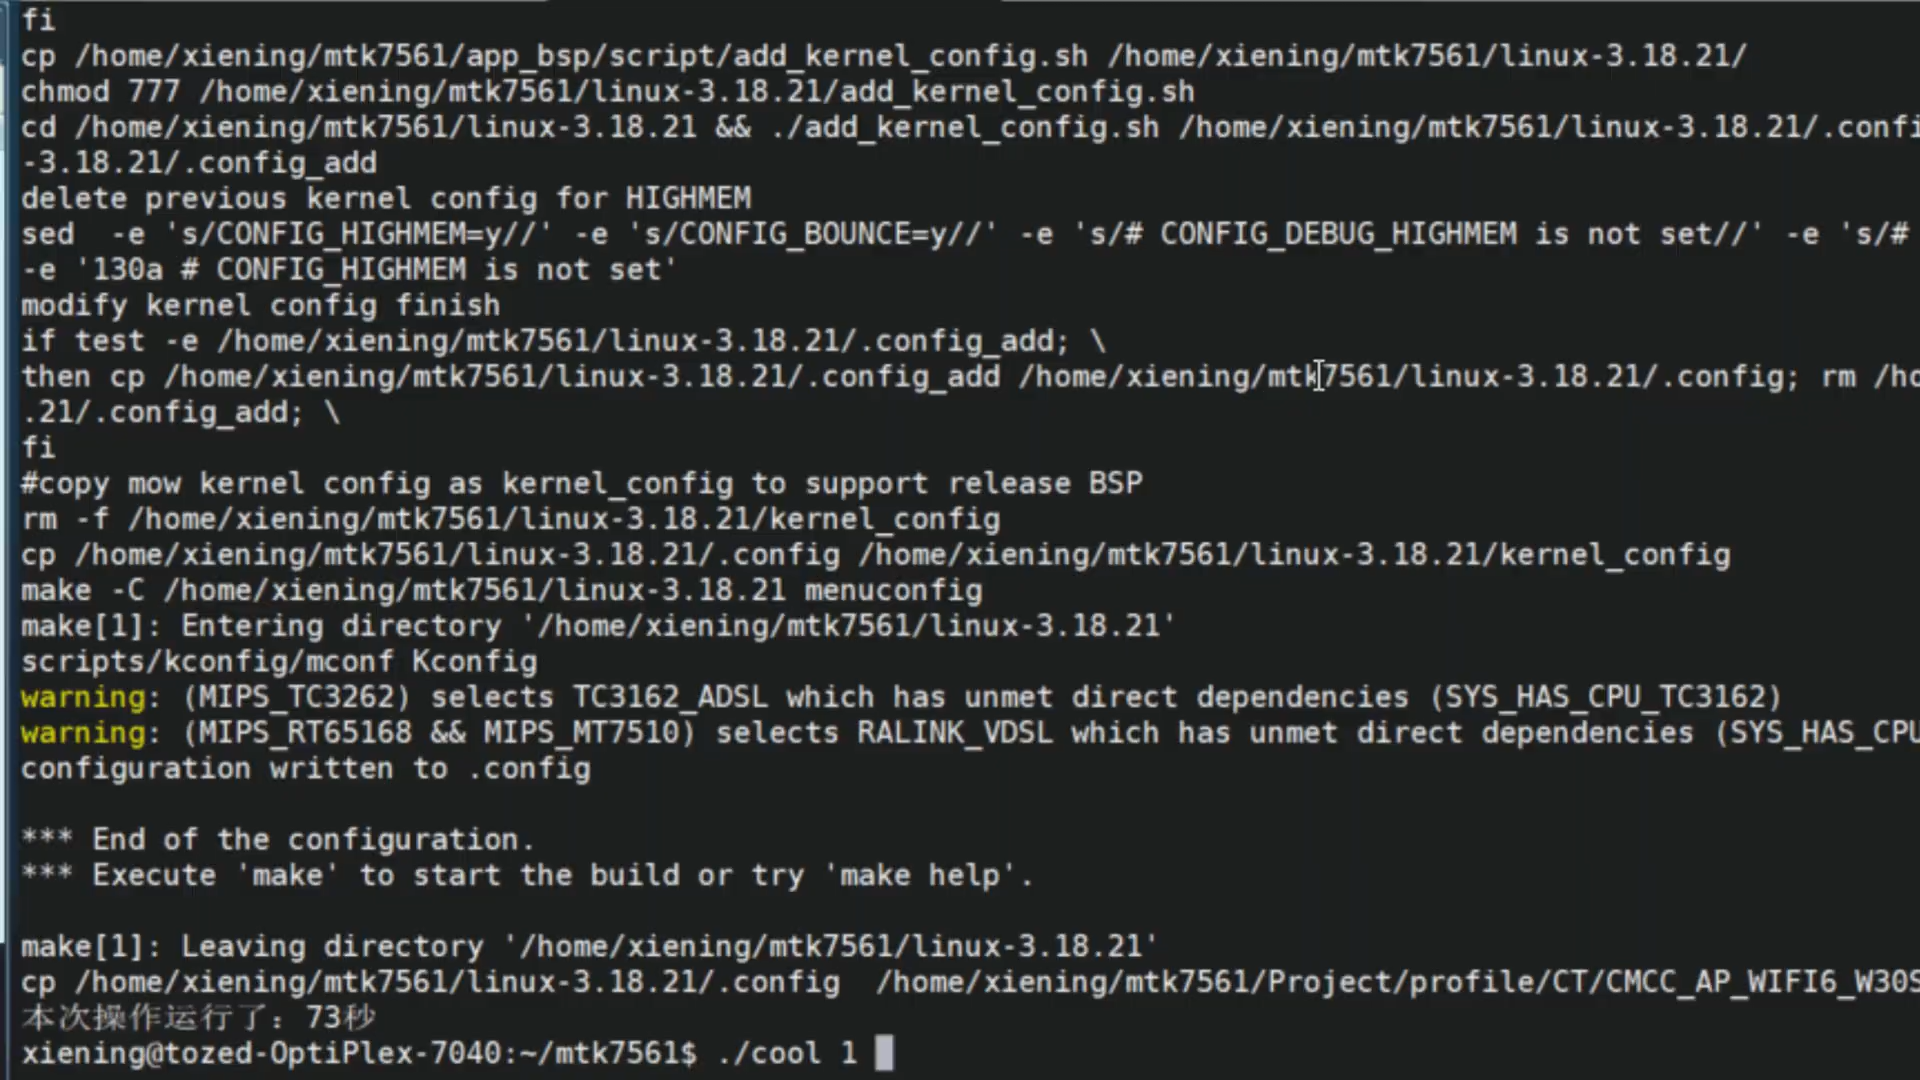 fi
cp /home/xiening/mtk7561/app_bsp/script/add_kernel_config.sh /home/xiening/mtk7561/linux-3.18.21/
chmod 777 /home/xiening/mtk7561/linux-3.18.21/add_kernel_config.sh
cd /home/xiening/mtk7561/linux-3.18.21 && ./add_kernel_config.sh /home/xiening/mtk7561/linux-3.18.21/.confi
-3.18.21/.config_add
delete previous kernel config for HIGHMEM
sed  -e 's/CONFIG_HIGHMEM=y//' -e 's/CONFIG_BOUNCE=y//' -e 's/# CONFIG_DEBUG_HIGHMEM is not set//' -e 's/#
-e '130a # CONFIG_HIGHMEM is not set'
modify kernel config finish
if test -e /home/xiening/mtk7561/linux-3.18.21/.config_add; \
then cp /home/xiening/mtk7561/linux-3.18.21/.config_add /home/xiening/mtk7561/linux-3.18.21/.config; rm /ho
.21/.config_add; \
fi
#copy mow kernel config as kernel_config to support release BSP
rm -f /home/xiening/mtk7561/linux-3.18.21/kernel_config
cp /home/xiening/mtk7561/linux-3.18.21/.config /home/xiening/mtk7561/linux-3.18.21/kernel_config
make -C /home/xiening/mtk7561/linux-3.18.21 menuconfig
make[1]: Entering directory '/home/xiening/mtk7561/linux-3.18.21'
scripts/kconfig/mconf Kconfig
warning: (MIPS_TC3262) selects TC3162_ADSL which has unmet direct dependencies (SYS_HAS_CPU_TC3162)
warning: (MIPS_RT65168 && MIPS_MT7510) selects RALINK_VDSL which has unmet direct dependencies (SYS_HAS_CPU
configuration written to .config
*** End of the configuration.
*** Execute 'make' to start the build or try 'make help'.
make[1]: Leaving directory '/home/xiening/mtk7561/linux-3.18.21'
cp /home/xiening/mtk7561/linux-3.18.21/.config  /home/xiening/mtk7561/Project/profile/CT/CMCC_AP_WIFI6_W30S
本次操作运行了: 73秒
xiening@tozed-OptiPlex-7040:~/mtk7561$ ./cool 1